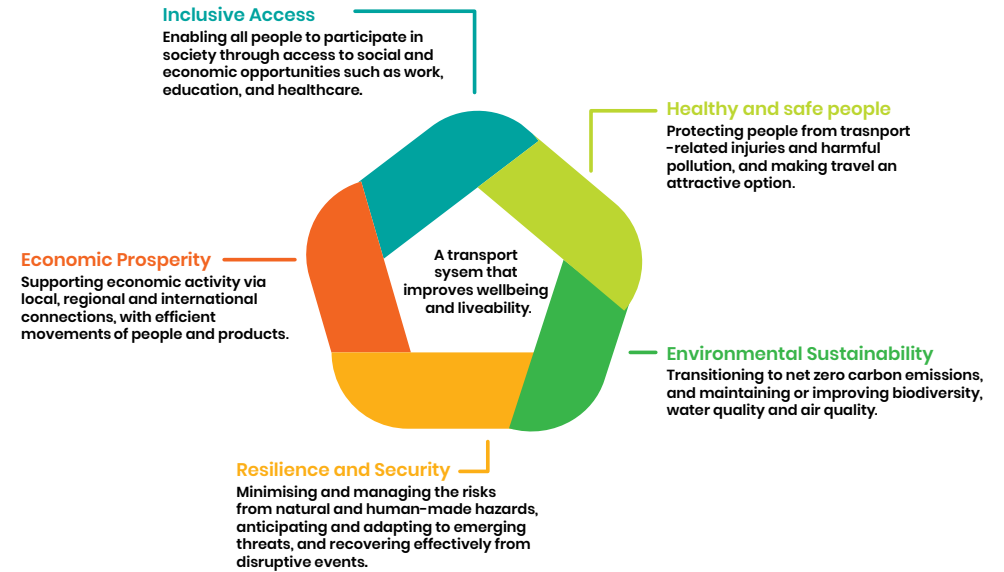 Inclusive Access
Enabling all people to participate in
society through access to social and
economic opportunities such as work,
education, and healthcare.
Healthy and safe people
Protecting people from trasnport
-related injuries and harmful
pollution, and making travel an
attractive option.
A transport
sysem that
improves wellbeing
and liveability.
Economic Prosperity
Supporting economic activity via
local, regional and international
connections, with efficient
movements of people and products.
Environmental Sustainability
Transitioning to net zero carbon emissions,
and maintaining or improving biodiversity,
water quality and air quality.
Resilience and Security
Minimising and managing the risks
from natural and human-made hazards,
anticipating and adapting to emerging
threats, and recovering effectively from
disruptive events.